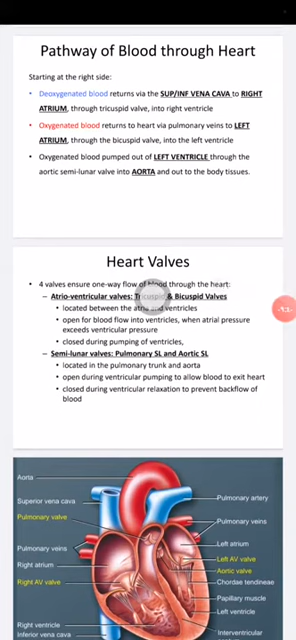 Pathway of Blood through Heart
Starting at the right side:
• Deoxygenated blood returns via the SUP/INF VENA CAVA to RIGHT
ATRIUM, through tricuspid valve, into right ventricle
• Oxygenated blood returns to heart via pulmonary veins to LEFT
ATRIUM, through the bicuspid valve, into the left ventricle
• Oxygenated blood pumped out of LEFT VENTRICLE through the
aortic semi-lunar valve into AORTA and out to the body tissues.
Heart Valves
• 4 valves ensure one-way flow of blood through the heart:
– Atrio-ventricular valves: Tricuspid & Bicuspid Valves
• located between the atria and ventricles
• open for blood flow into ventricles, when atrial pressure
exceeds ventricular pressure
• closed during pumping of ventricles,
– Semi-lunar valves: Pulmonary SL and Aortic SL
• located in the pulmonary trunk and aorta
• open during ventricular pumping to allow blood to exit heart
• closed during ventricular relaxation to prevent backflow of
blood
Aorta
Superior vena cava
Pulmonary valve
Pulmonary veins
Right atrium
Right AV valve
Right ventricle
Inferior vena cava
Pulmonary artery
Pulmonary veins
Left atrium
Left AV valve
Aortic valve
Chordae tendineae
Papillary muscle
Left ventricle
Interventricular